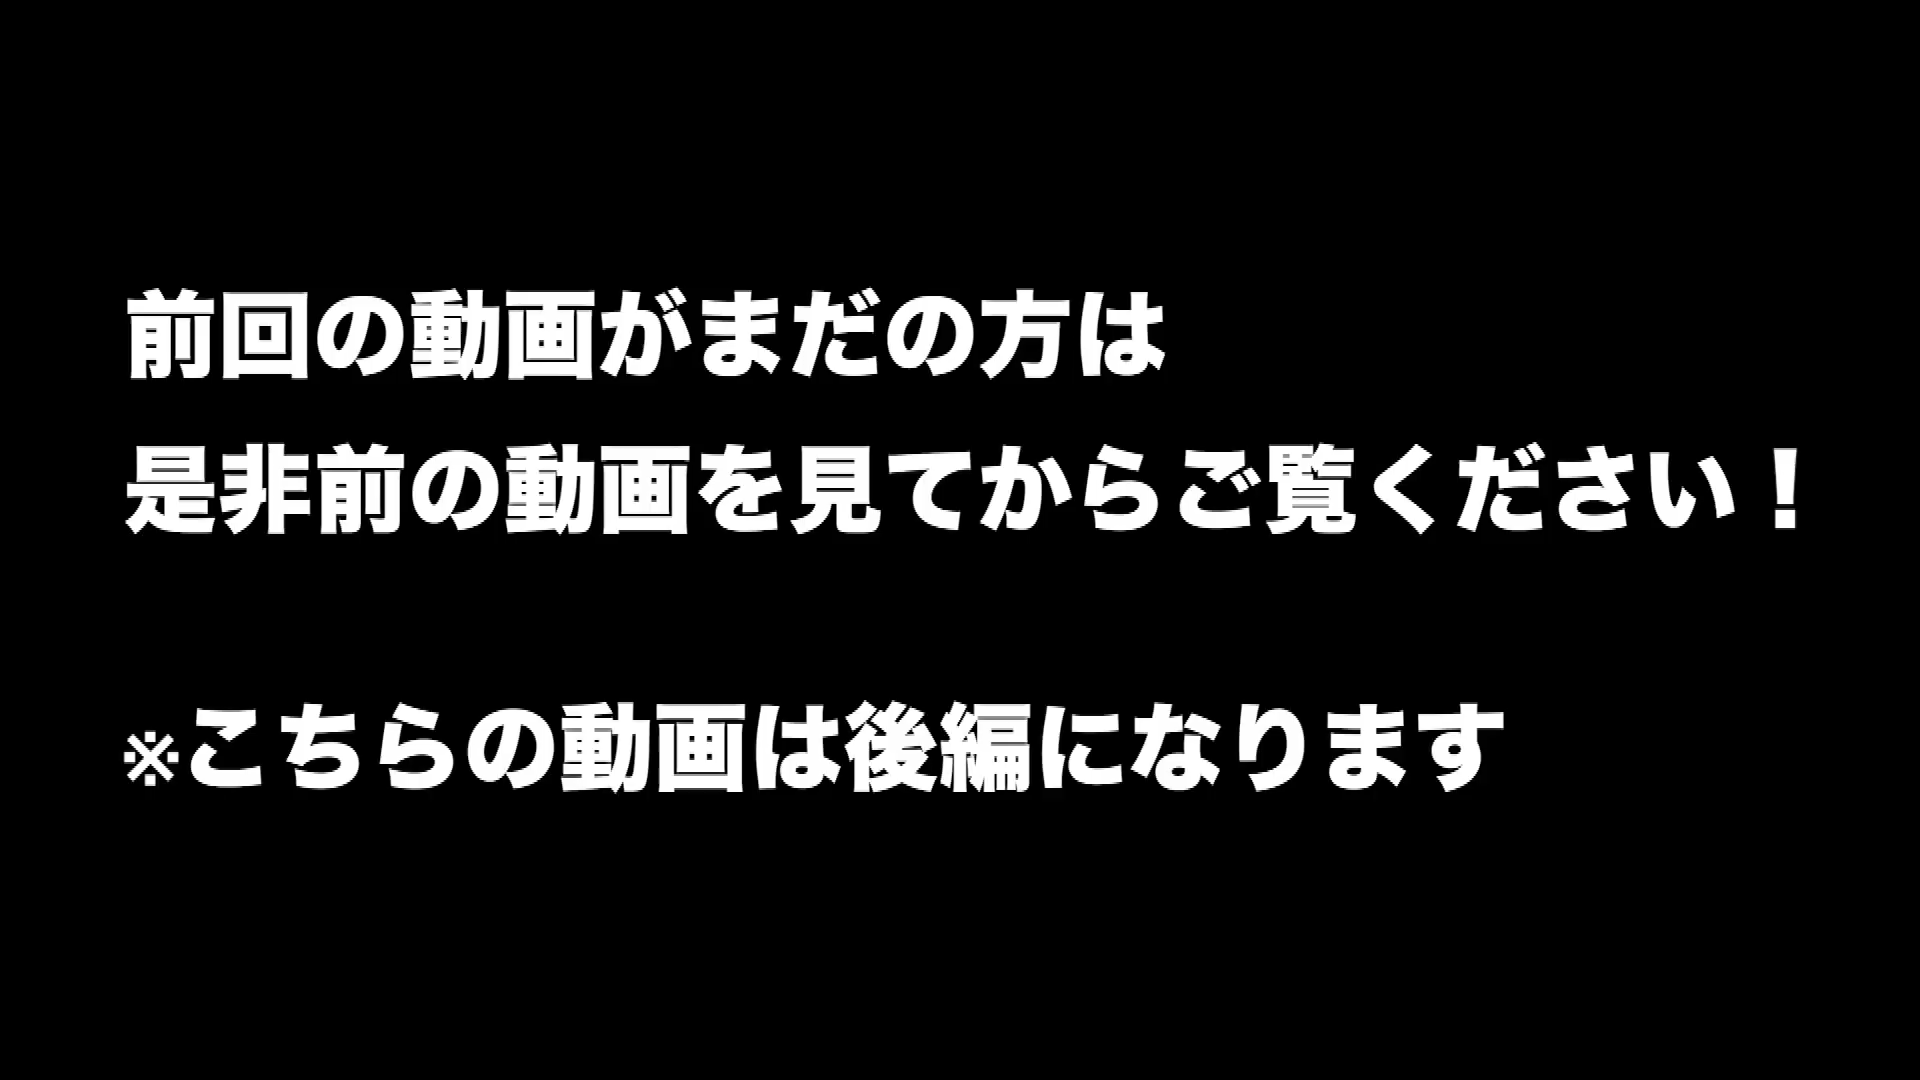 前回の動画がまだの方は
是非前の動画を見てからご覧ください！
※こちらの動画は後編になります